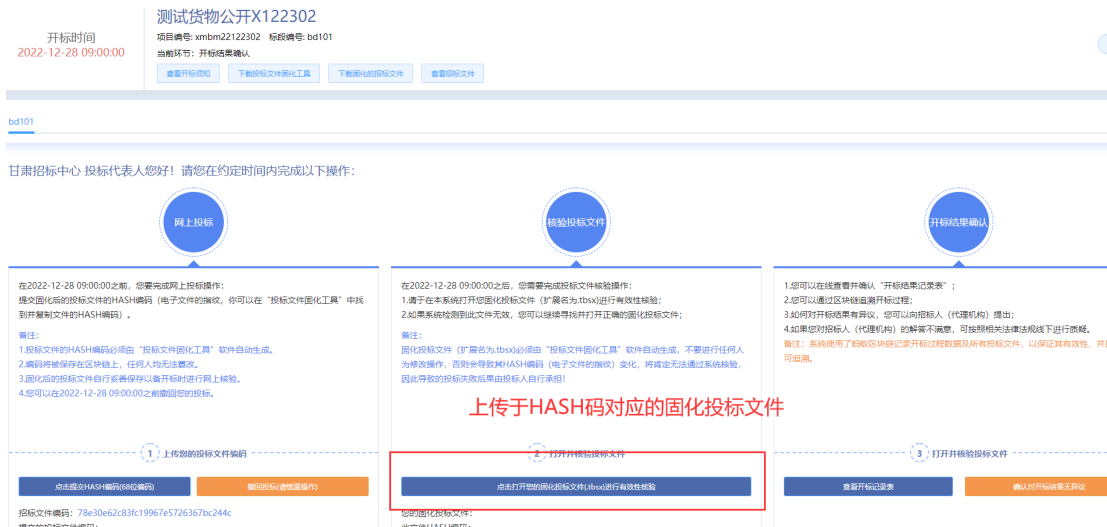 开标时间
2022-12-28 09:00:00
测试货物公开X122302
项目编号: xmbm22122302 标段编号: bd101
当前环节：开标结果确认
查看开标须知
下载投标文件固化工具
下载固化的招标文件
查看招标文件
bd101
甘肃招标中心 投标代表人您好！请您在约定时间内完成以下操作：
网上投标
在2022-12-28 09:00:00之前，您要完成网上投标操作：
提交固化后的投标文件的HASH编码（电子文件的指纹，你可以在“投标文件固化工具”中找
到并复制文件的HASH编码）。
备注：
1.投标文件的HASH编码必须由“投标文件固化工具”软件自动生成。
2.编码将被保存在区块链上，任何人均无法篡改。
3.固化后的投标文件自行妥善保存以备开标时进行网上核验。
4.您可以在2022-12-28 09:00:00之前撤回您的投标。
1 上传您的投标文件编码
点击提交HASH编码(68位编码)
撤回投标(请慎重操作)
招标文件编码：78e30e62c83fc19967e5726367bc244c
提交的投标文件编码：
核验投标文件
在2022-12-28 09:00:00之后，您需要完成投标文件核验操作：
1.请于在本系统打开您固化投标文件（扩展名为.tbsx)进行有效性核验；
2.如果系统检测到此文件无效，您可以继续寻找并打开正确的固化投标文件；
备注：
固化投标文件（扩展名为.tbsx)必须由“投标文件固化工具”软件自动生成，不要进行任何人
为修改操作，否则会导致其HASH编码（电子文件的指纹）变化，将肯定无法通过系统核验，
因此导致的投标失败后果由投标人自行承担！
上传于HASH码对应的固化投标文件
2 打开并核验投标文件
点击打开您的固化投标文件(.tbsx)进行有效性核验
您的固化投标文件：
此文件HASH编码：
开标结果确认
1.您可以在线查看并确认“开标结果记录表”；
2.您可以通过区块链追溯开标过程；
3.如何对开标结果有异议，您可以向招标人（代理机构）提出；
4.如果您对招标人（代理机构）的解答不满意，可按照相关法律法规线下进行质疑。
备注：系统使用了蚂蚁区块链记录开标过程数据及所有投标文件，以保证其有效性、并
可追溯。
3 打开并核验投标文件
查看开标记录表
确认对开标结果无异议